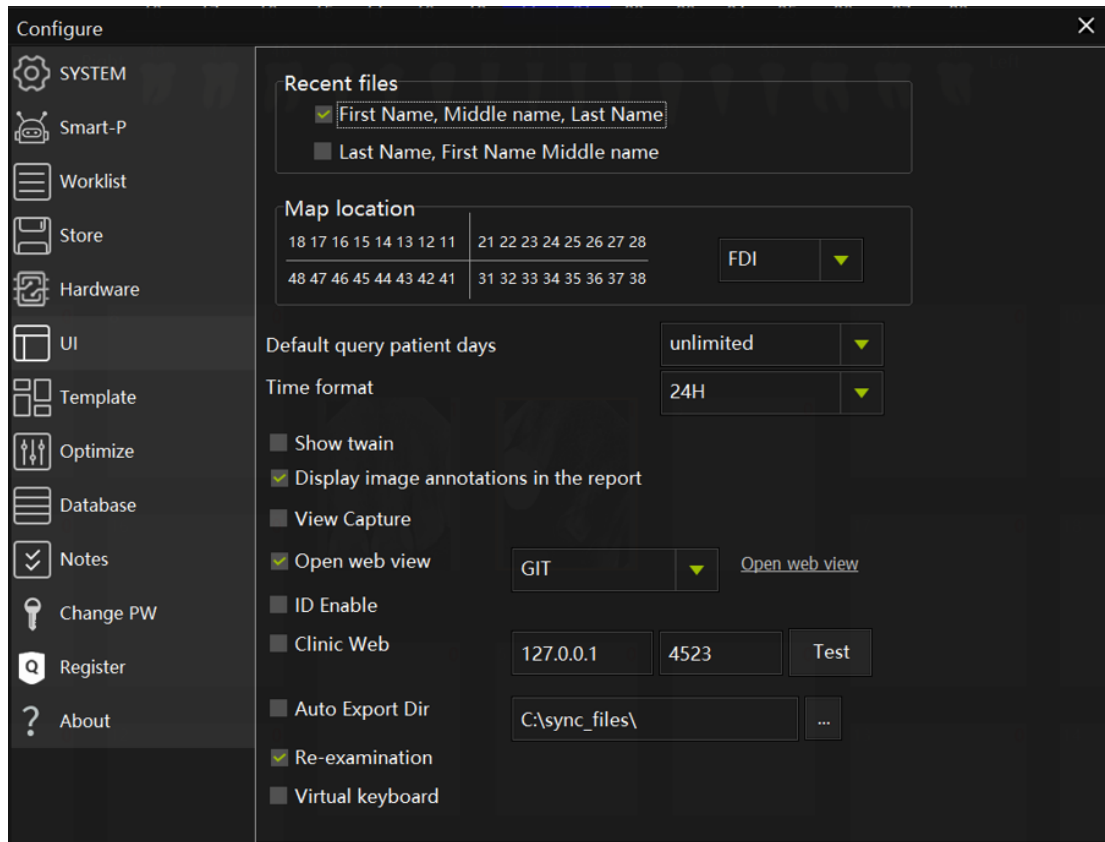 Configure
SYSTEM
Smart-P
Worklist
Store
Hardware
UI
Template
Optimize
Database
Notes
Change PW
Register
About
Recent files
First Name, Middle name, Last Name
Last Name, First Name Middle name
Map location
18 17 16 15 14 13 12 11 21 22 23 24 25 26 27 28
48 47 46 45 44 43 42 41 31 32 33 34 35 36 37 38
FDI
Default query patient days unlimited
Time format 24H
Show twain
Display image annotations in the report
View Capture
Open web view GIT Open web view
ID Enable
Clinic Web 127.0.0.1 4523 Test
Auto Export Dir C:\sync_files\ ...
Re-examination
Virtual keyboard